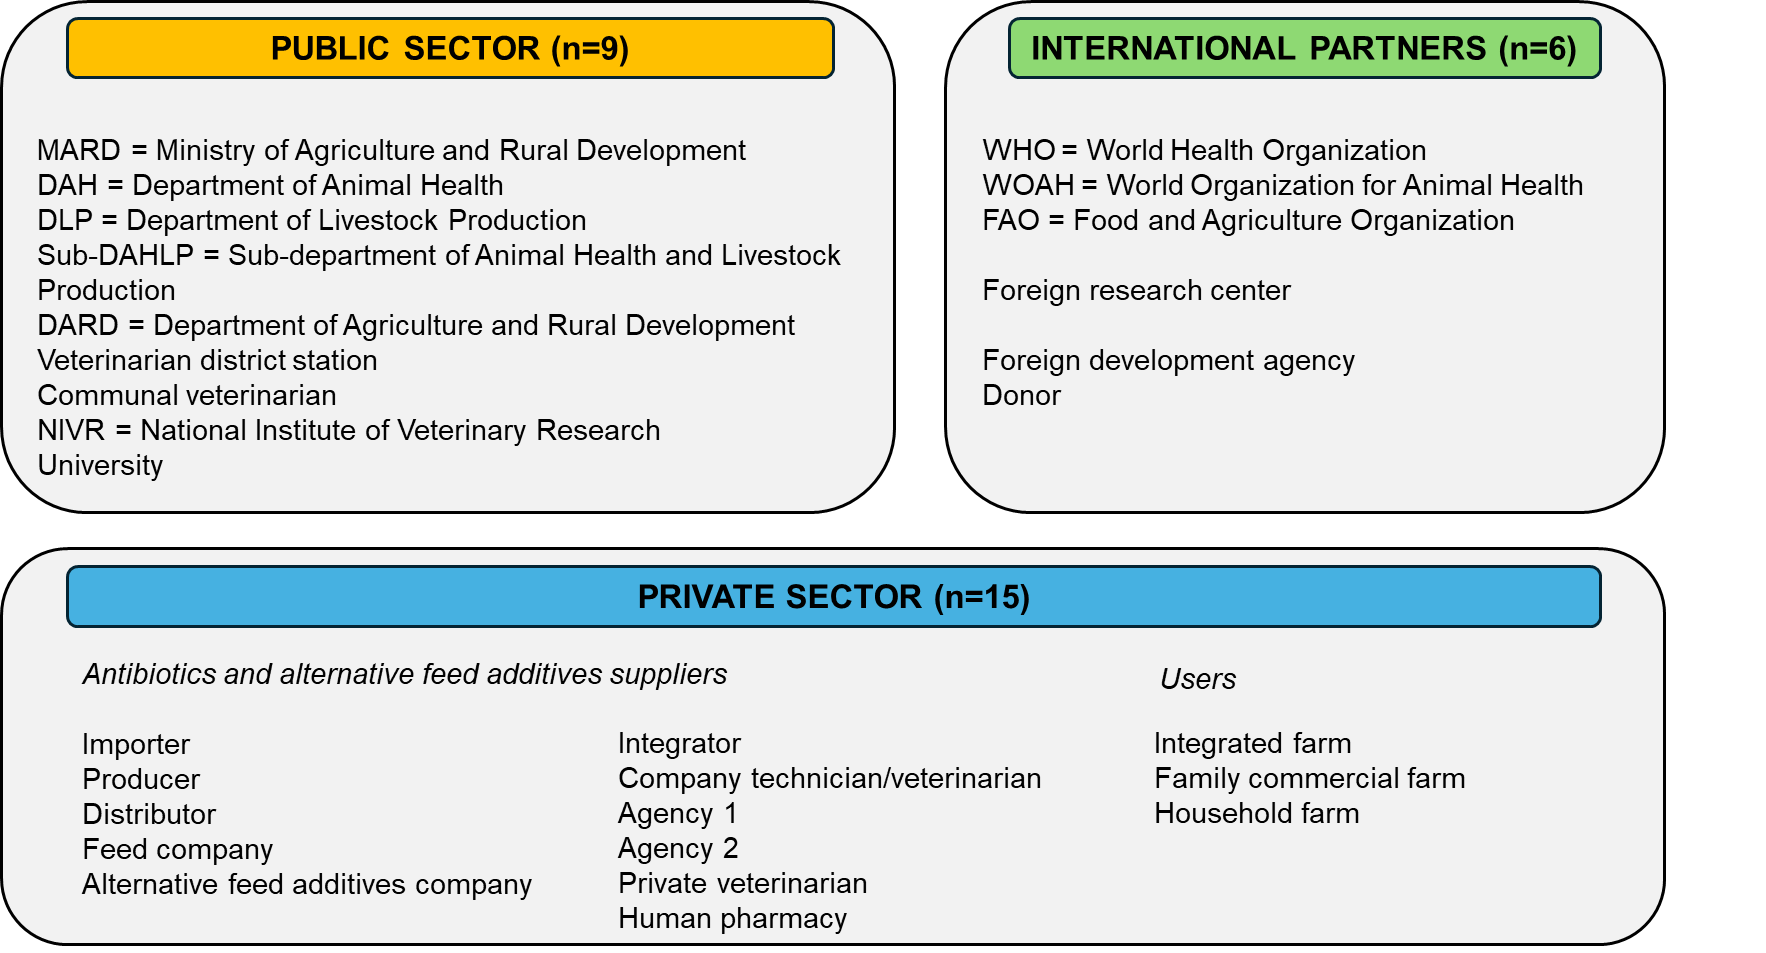 PUBLIC SECTOR (n=9)
MARD = Ministry of Agriculture and Rural Development
DAH = Department of Animal Health
DLP = Department of Livestock Production
Sub-DAHLP = Sub-department of Animal Health and Livestock
Production
DARD = Department of Agriculture and Rural Development
Veterinarian district station
Communal veterinarian
NIVR = National Institute of Veterinary Research
University
INTERNATIONAL PARTNERS (n=6)
WHO = World Health Organization
WOAH = World Organization for Animal Health
FAO = Food and Agriculture Organization
Foreign research center
Foreign development agency
Donor
PRIVATE SECTOR (n=15)
Antibiotics and alternative feed additives suppliers
Importer
Producer
Distributor
Feed company
Alternative feed additives company
Integrator
Company technician/veterinarian
Agency 1
Agency 2
Private veterinarian
Human pharmacy
Users
Integrated farm
Family commercial farm
Household farm